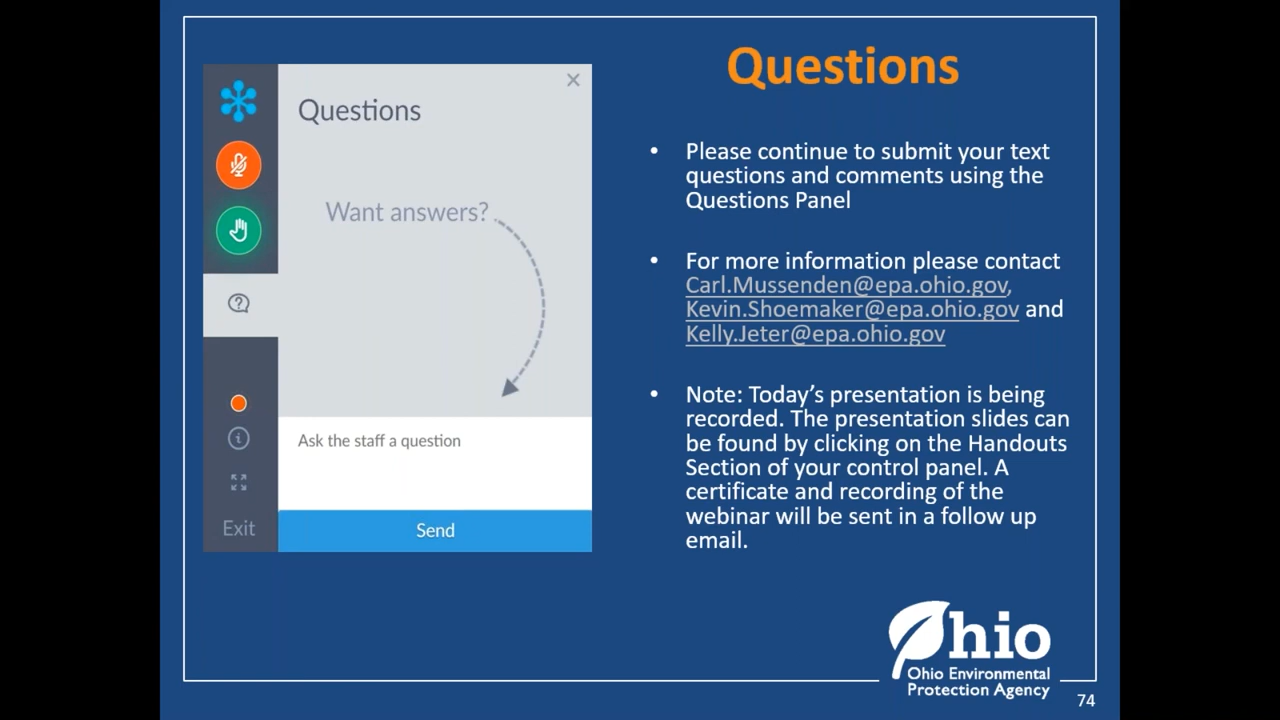 Questions
Questions
Want answers?
Ask the staff a question
Send
Exit
• Please continue to submit your text
questions and comments using the
Questions Panel
• For more information please contact
Carl.Mussenden@epa.ohio.gov,
Kevin.Shoemaker@epa.ohio.gov and
Kelly.Jeter@epa.ohio.gov
• Note: Today’s presentation is being
recorded. The presentation slides can
be found by clicking on the Handouts
Section of your control panel. A
certificate and recording of the
webinar will be sent in a follow up
email.
Ohio
Ohio Environmental
Protection Agency
74